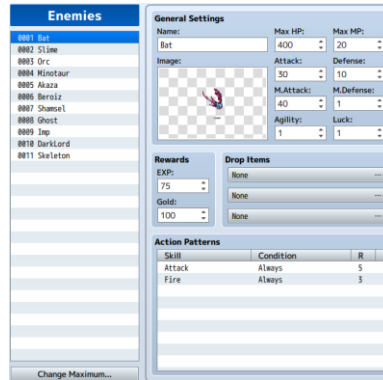 Enemies
0001 Bat
0002 Slime
0003 Orc
0004 Minotaur
0005 Akaza
0006 Beroiz
0007 Shamsel
0008 Ghost
0009 Imp
0010 DarkLord
0011 Skeleton
Change Maximum...
General Settings
Name:
Bat
Image:
Max HP: Max MP:
400 20
Attack: Defense:
30 10
M.Attack: M.Defense:
40 1
Agility: Luck:
1 1
Rewards
EXP:
75
Gold:
100
Drop Items
None ...
None ...
None ...
Action Patterns
Skill Condition R
Attack Always 5
Fire Always 3